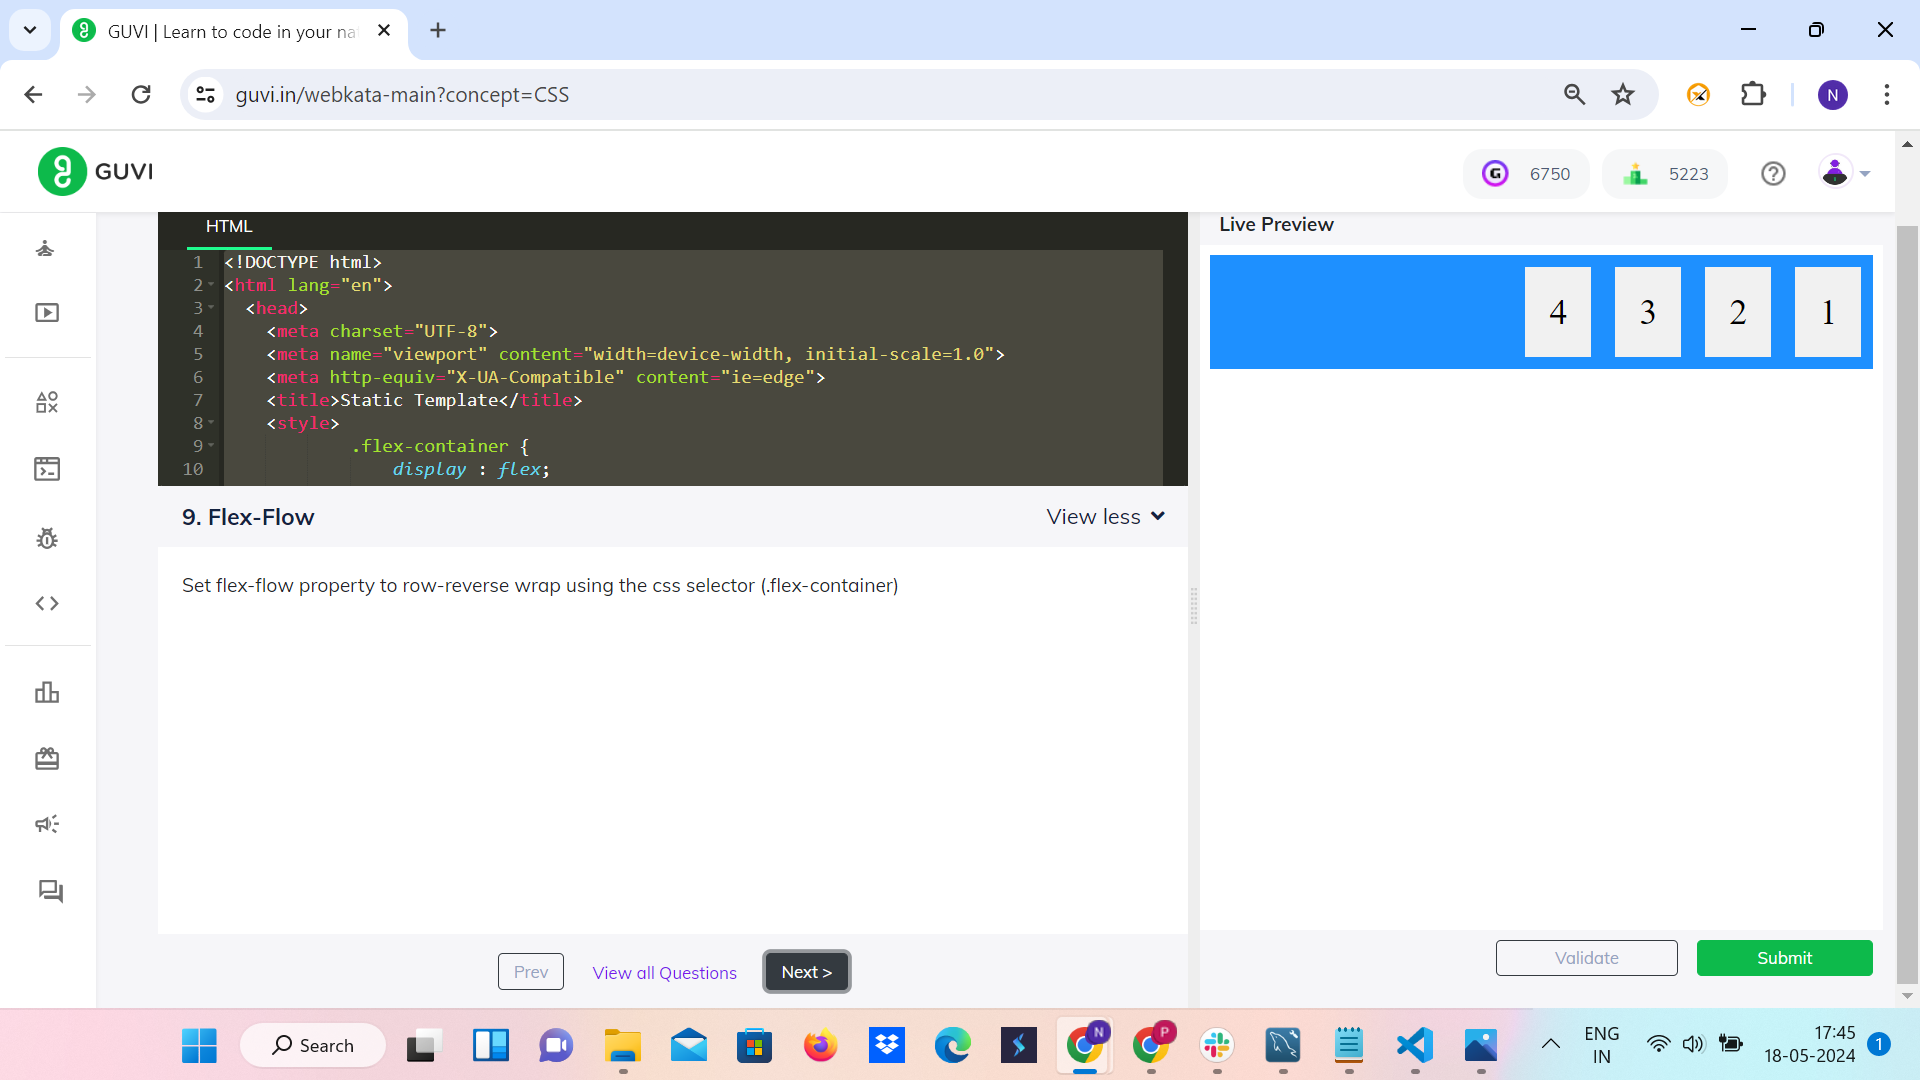 GUVI | Learn to code in your na
guvi.in/webkata-main?concept=CSS
N
GUVI
6750
5223
HTML
1 <!DOCTYPE html>
2 <html lang="en">
3 <head>
4 <meta charset="UTF-8">
5 <meta name="viewport" content="width=device-width, initial-scale=1.0">
6 <meta http-equiv="X-UA-Compatible" content="ie=edge">
7 <title>Static Template</title>
8 <style>
9 .flex-container {
10 display : flex;
Live Preview
4 3 2 1
9. Flex-Flow
View less
Set flex-flow property to row-reverse wrap using the css selector (.flex-container)
Prev
View all Questions
Next >
Validate
Submit
Search
N
P
ENG
IN
17:45
18-05-2024
1